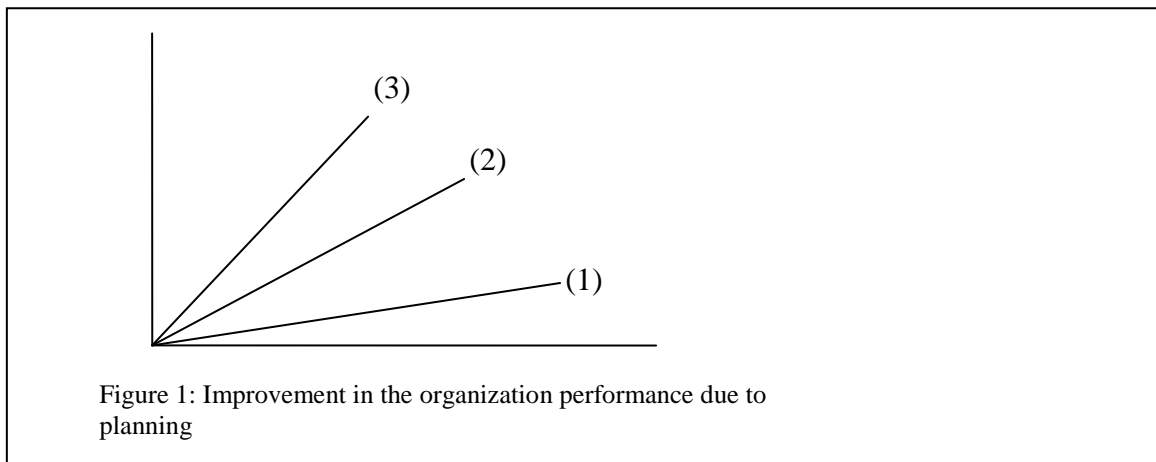 (3)
(2)
(1)
Figure 1: Improvement in the organization performance due to
planning